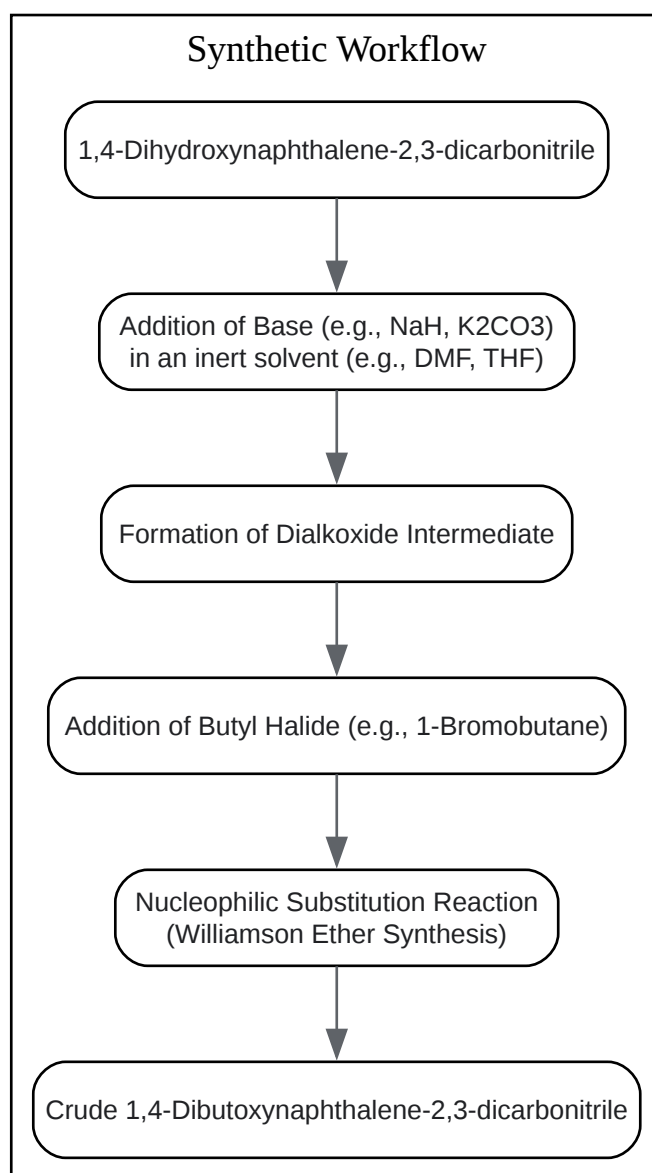 Synthetic Workflow
1,4-Dihydroxynaphthalene-2,3-dicarbonitrile
Addition of Base (e.g., NaH, K2CO3)
in an inert solvent (e.g., DMF, THF)
Formation of Dialkoxide Intermediate
Addition of Butyl Halide (e.g., 1-Bromobutane)
Nucleophilic Substitution Reaction
(Williamson Ether Synthesis)
Crude 1,4-Dibutoxynaphthalene-2,3-dicarbonitrile